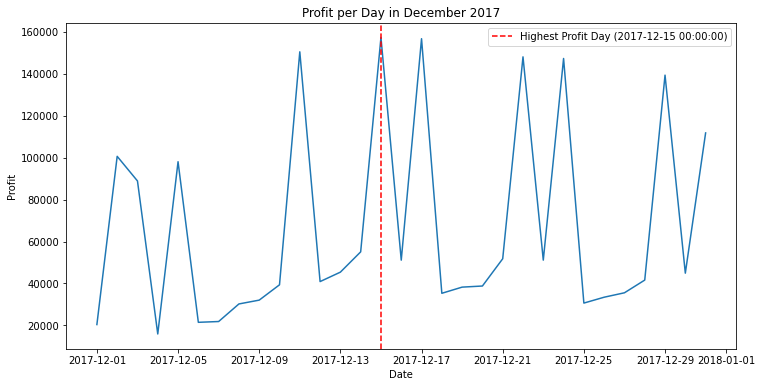 Profit per Day in December 2017
Highest Profit Day (2017-12-15 00:00:00)
160000
140000
120000
100000
80000
60000
40000
20000
Profit
2017-12-01 2017-12-05 2017-12-09 2017-12-13 2017-12-17 2017-12-21 2017-12-25 2017-12-29 2018-01-01
Date